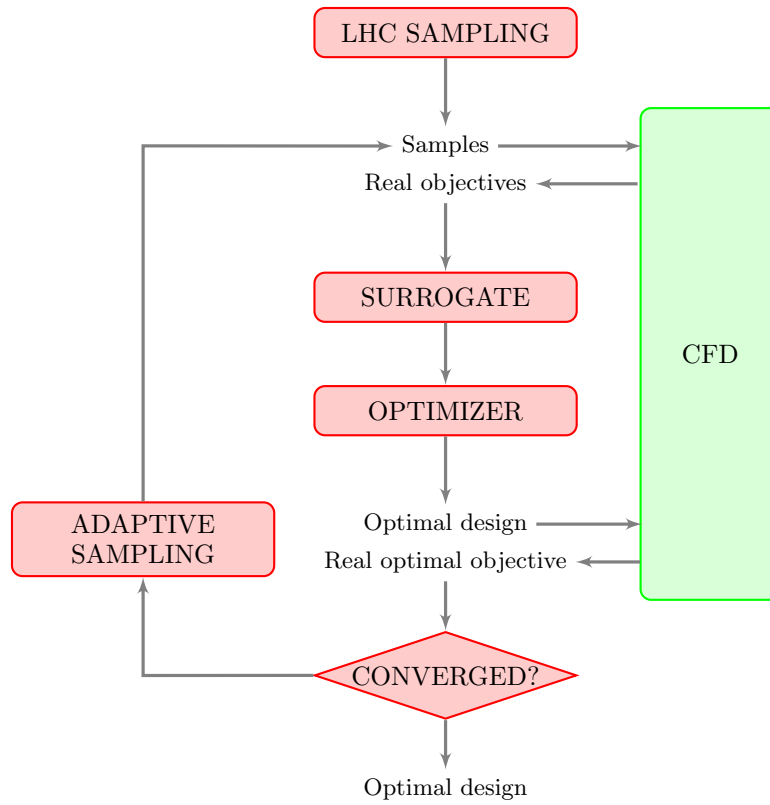 LHC SAMPLING
Samples
Real objectives
SURROGATE
CFD
OPTIMIZER
Optimal design
ADAPTIVE
SAMPLING
Real optimal objective
CONVERGED?
Optimal design